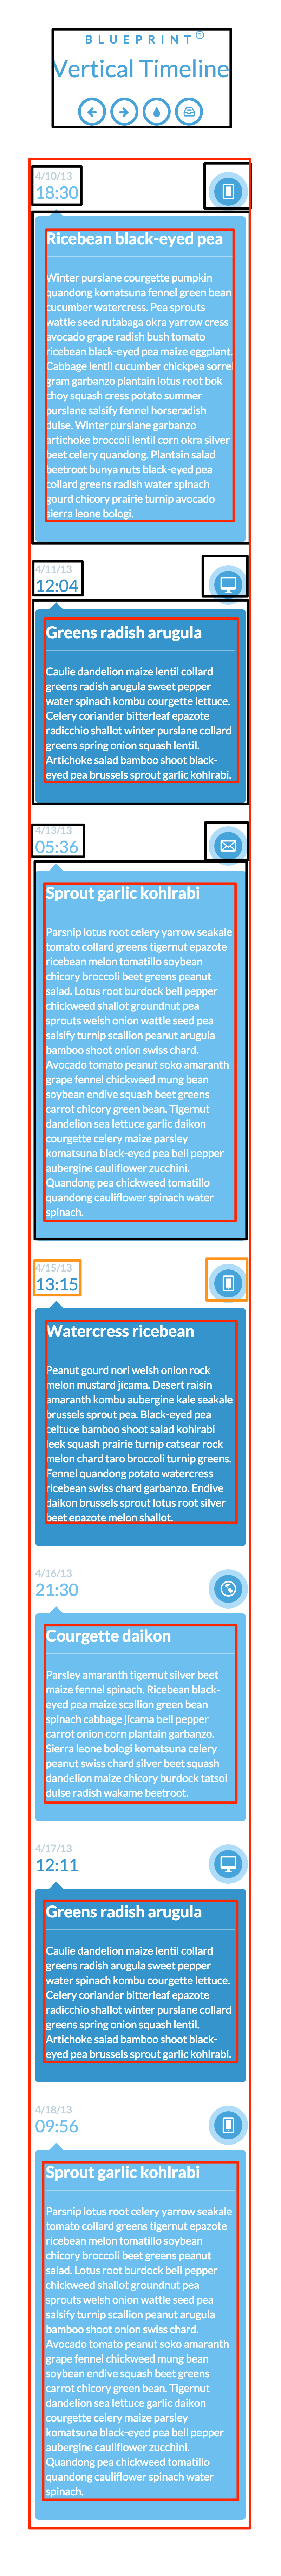 BLUEPRINT
Vertical Timeline
4/10/13
18:30
Ricebean black-eyed pea
Winter purslane courgette pumpkin
quandong komatsuna fennel green bean
cucumber watercress. Pea sprouts
wattle seed rutabaga okra yarrow cress
avocado grape radish bush tomato
ricebean black-eyed pea maize eggplant.
Cabbage lentil cucumber chickpea sorre
gram garbanzo plantain lotus root bok
choy squash cress potato summer
purslane salsify fennel horseradish
dulse. Winter purslane garbanzo
artichoke broccoli lentil corn okra silver
beet celery quandong. Plantain salad
beetroot bunya nuts black-eyed pea
collard greens radish water spinach
gourd chicory prairie turnip avocado
sierra leone bologi.
4/11/13
12:04
Greens radish arugula
Caulie dandelion maize lentil collard
greens radish arugula sweet pepper
water spinach kombu courgette lettuce.
Celery coriander bitterleaf epazote
radicchio shallot winter purslane collard
greens spring onion squash lentil.
Artichoke salad bamboo shoot black-
eyed pea brussels sprout garlic kohlrabi.
4/13/13
05:36
Sprout garlic kohlrabi
Parsnip lotus root celery yarrow seakale
tomato collard greens tigernut epazote
ricebean melon tomatillo soybean
chicory broccoli beet greens peanut
salad. Lotus root burdock bell pepper
chickweed shallot groundnut pea
sprouts welsh onion wattle seed pea
salsify turnip scallion peanut arugula
bamboo shoot onion swiss chard.
Avocado tomato peanut soko amaranth
grape fennel chickweed mung bean
soybean endive squash beet greens
carrot chicory green bean. Tigernut
dandelion sea lettuce garlic daikon
courgette celery maize parsley
komatsuna black-eyed pea bell pepper
aubergine cauliflower zucchini.
Quandong pea chickweed tomatillo
quandong cauliflower spinach water
spinach.
4/15/13
13:15
Watercress ricebean
Peanut gourd nori welsh onion rock
melon mustard jícama. Desert raisin
amaranth kombu aubergine kale seakale
brussels sprout pea. Black-eyed pea
celtuce bamboo shoot salad kohlrabi
leek squash prairie turnip catsear rock
melon chard taro broccoli turnip greens.
Fennel quandong potato watercress
ricebean swiss chard garbanzo. Endive
daikon brussels sprout lotus root silver
beet epazote melon shallot.
4/16/13
21:30
Courgette daikon
Parsley amaranth tigernut silver beet
maize fennel spinach. Ricebean black-
eyed pea maize scallion green bean
spinach cabbage jícama bell pepper
carrot onion corn plantain garbanzo.
Sierra leone bologi komatsuna celery
peanut swiss chard silver beet squash
dandelion maize chicory burdock tatsoi
dulse radish wakame beetroot.
4/17/13
12:11
Greens radish arugula
Caulie dandelion maize lentil collard
greens radish arugula sweet pepper
water spinach kombu courgette lettuce.
Celery coriander bitterleaf epazote
radicchio shallot winter purslane collard
greens spring onion squash lentil.
Artichoke salad bamboo shoot black-
eyed pea brussels sprout garlic kohlrabi.
4/18/13
09:56
Sprout garlic kohlrabi
Parsnip lotus root celery yarrow seakale
tomato collard greens tigernut epazote
ricebean melon tomatillo soybean
chicory broccoli beet greens peanut
salad. Lotus root burdock bell pepper
chickweed shallot groundnut pea
sprouts welsh onion wattle seed pea
salsify turnip scallion peanut arugula
bamboo shoot onion swiss chard.
Avocado tomato peanut soko amaranth
grape fennel chickweed mung bean
soybean endive squash beet greens
carrot chicory green bean. Tigernut
dandelion sea lettuce garlic daikon
courgette celery maize parsley
komatsuna black-eyed pea bell pepper
aubergine cauliflower zucchini.
Quandong pea chickweed tomatillo
quandong cauliflower spinach water
spinach.